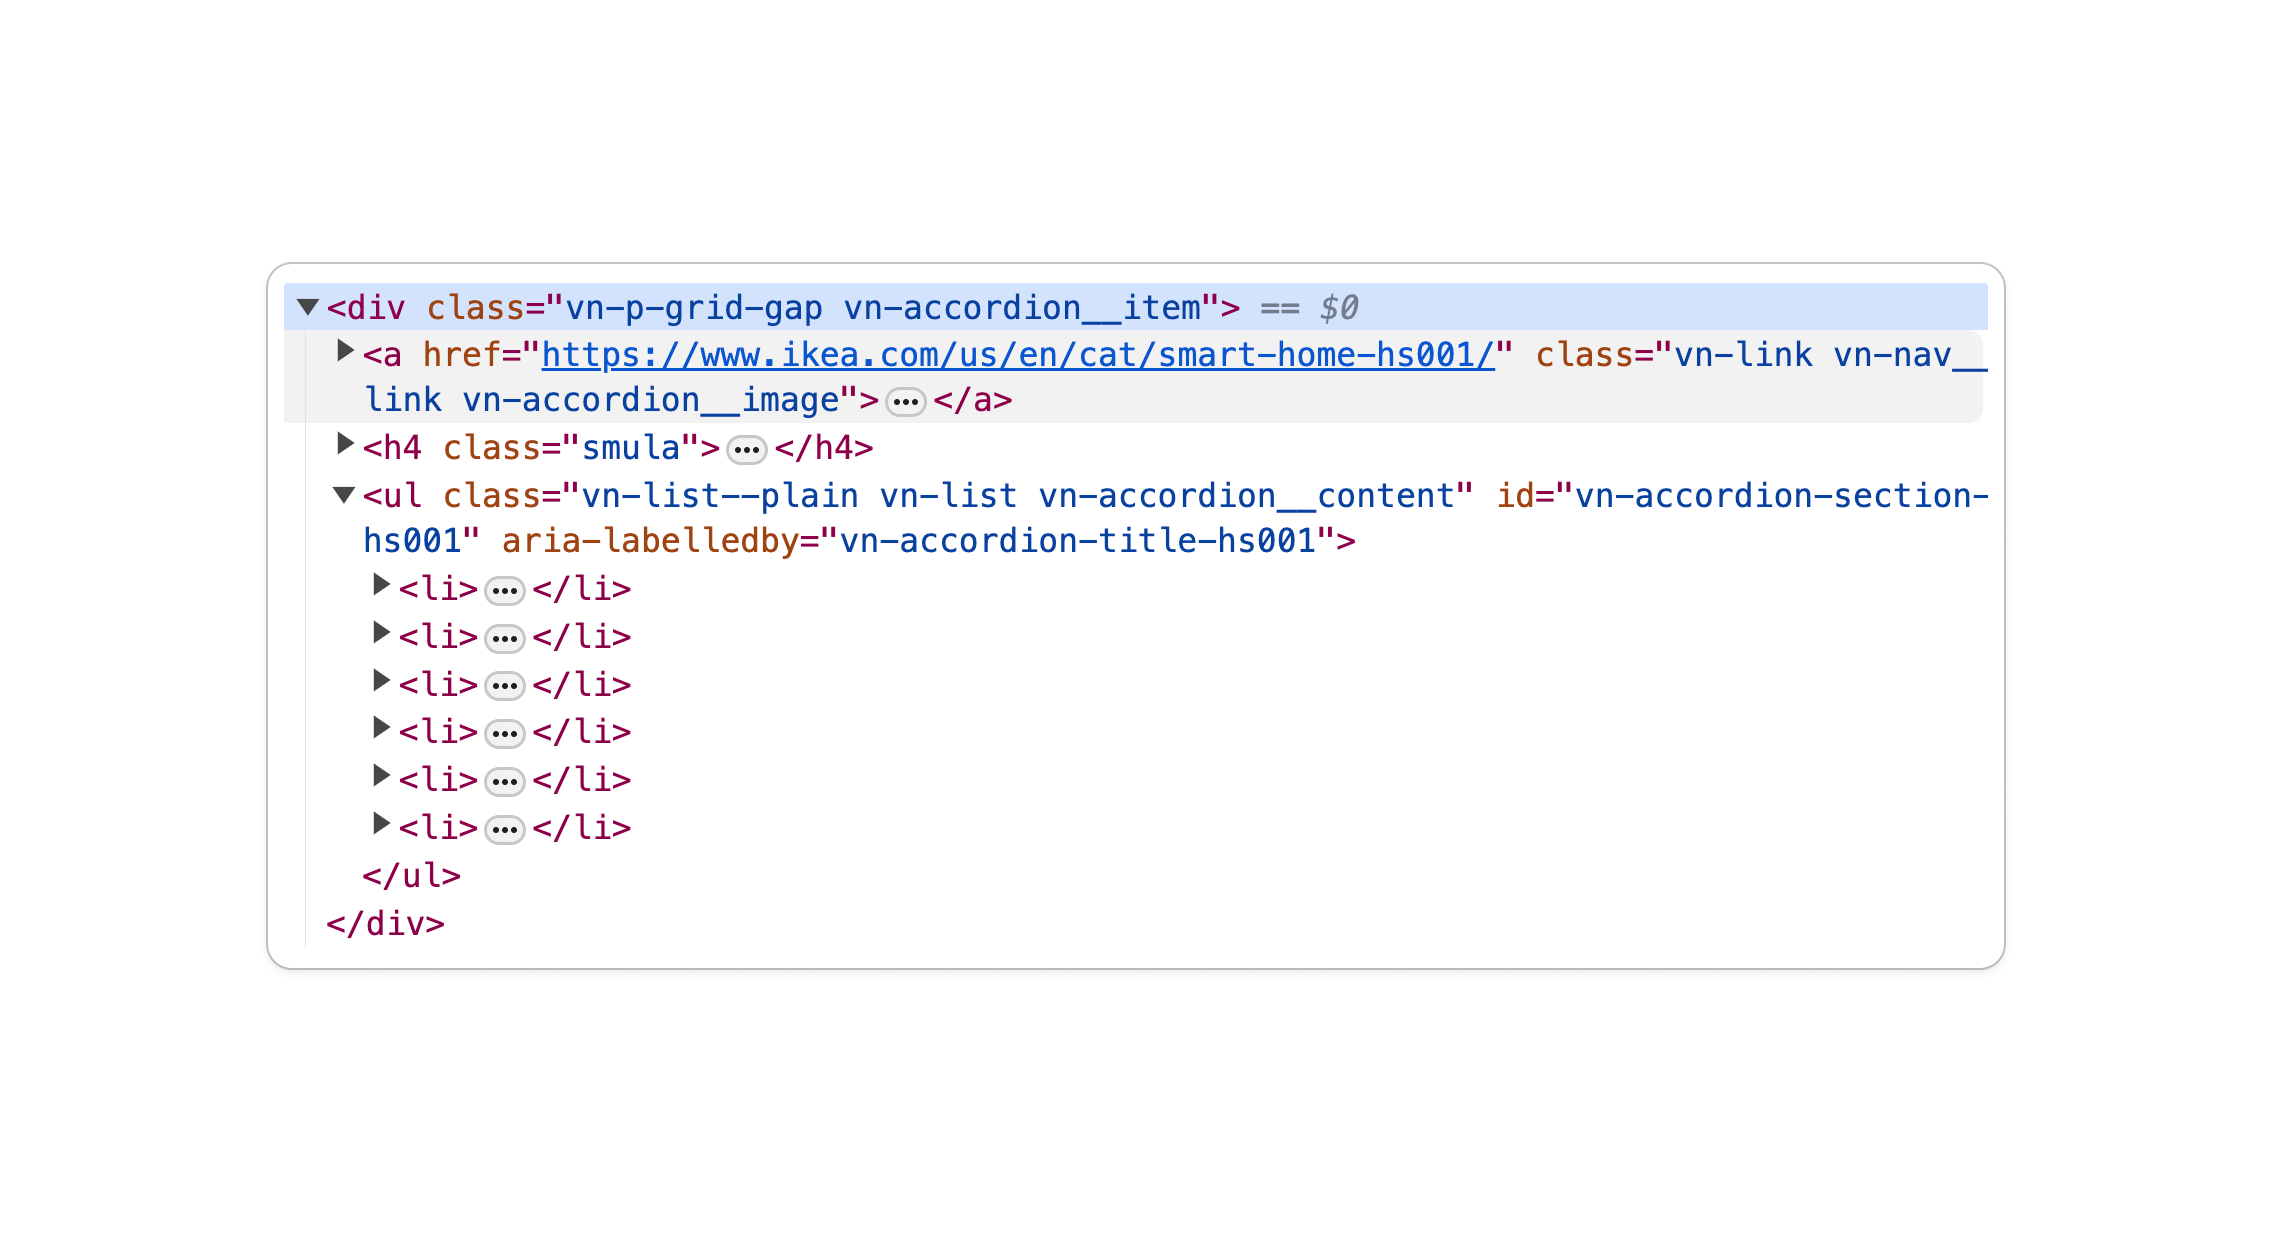 <div class="vn-p-grid-gap vn-accordion__item"> == $0
<a href="https://www.ikea.com/us/en/cat/smart-home-hs001/" class="vn-link vn-nav__
link vn-accordion__image">…</a>
<h4 class="smula">…</h4>
<ul class="vn-list--plain vn-list vn-accordion__content" id="vn-accordion-section-
hs001" aria-labelledby="vn-accordion-title-hs001">
<li>…</li>
<li>…</li>
<li>…</li>
<li>…</li>
<li>…</li>
<li>…</li>
</ul>
</div>